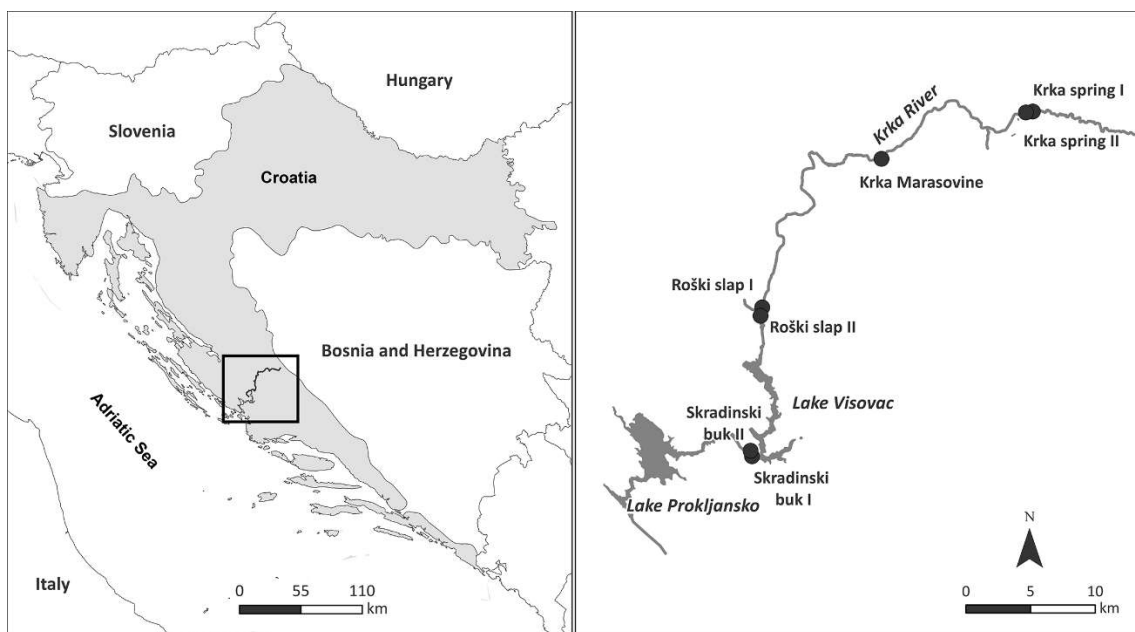 Hungary
Slovenia
Croatia
Bosnia and Herzegovina
Adriatic Sea
Italy
0 55 110
km
Krka River
Krka spring I
Krka spring II
Krka Marasovine
Roški slap I
Roški slap II
Lake Visovac
Skradinski
buk II
Skradinski
buk I
Lake Prokljansko
N
0 5 10
km